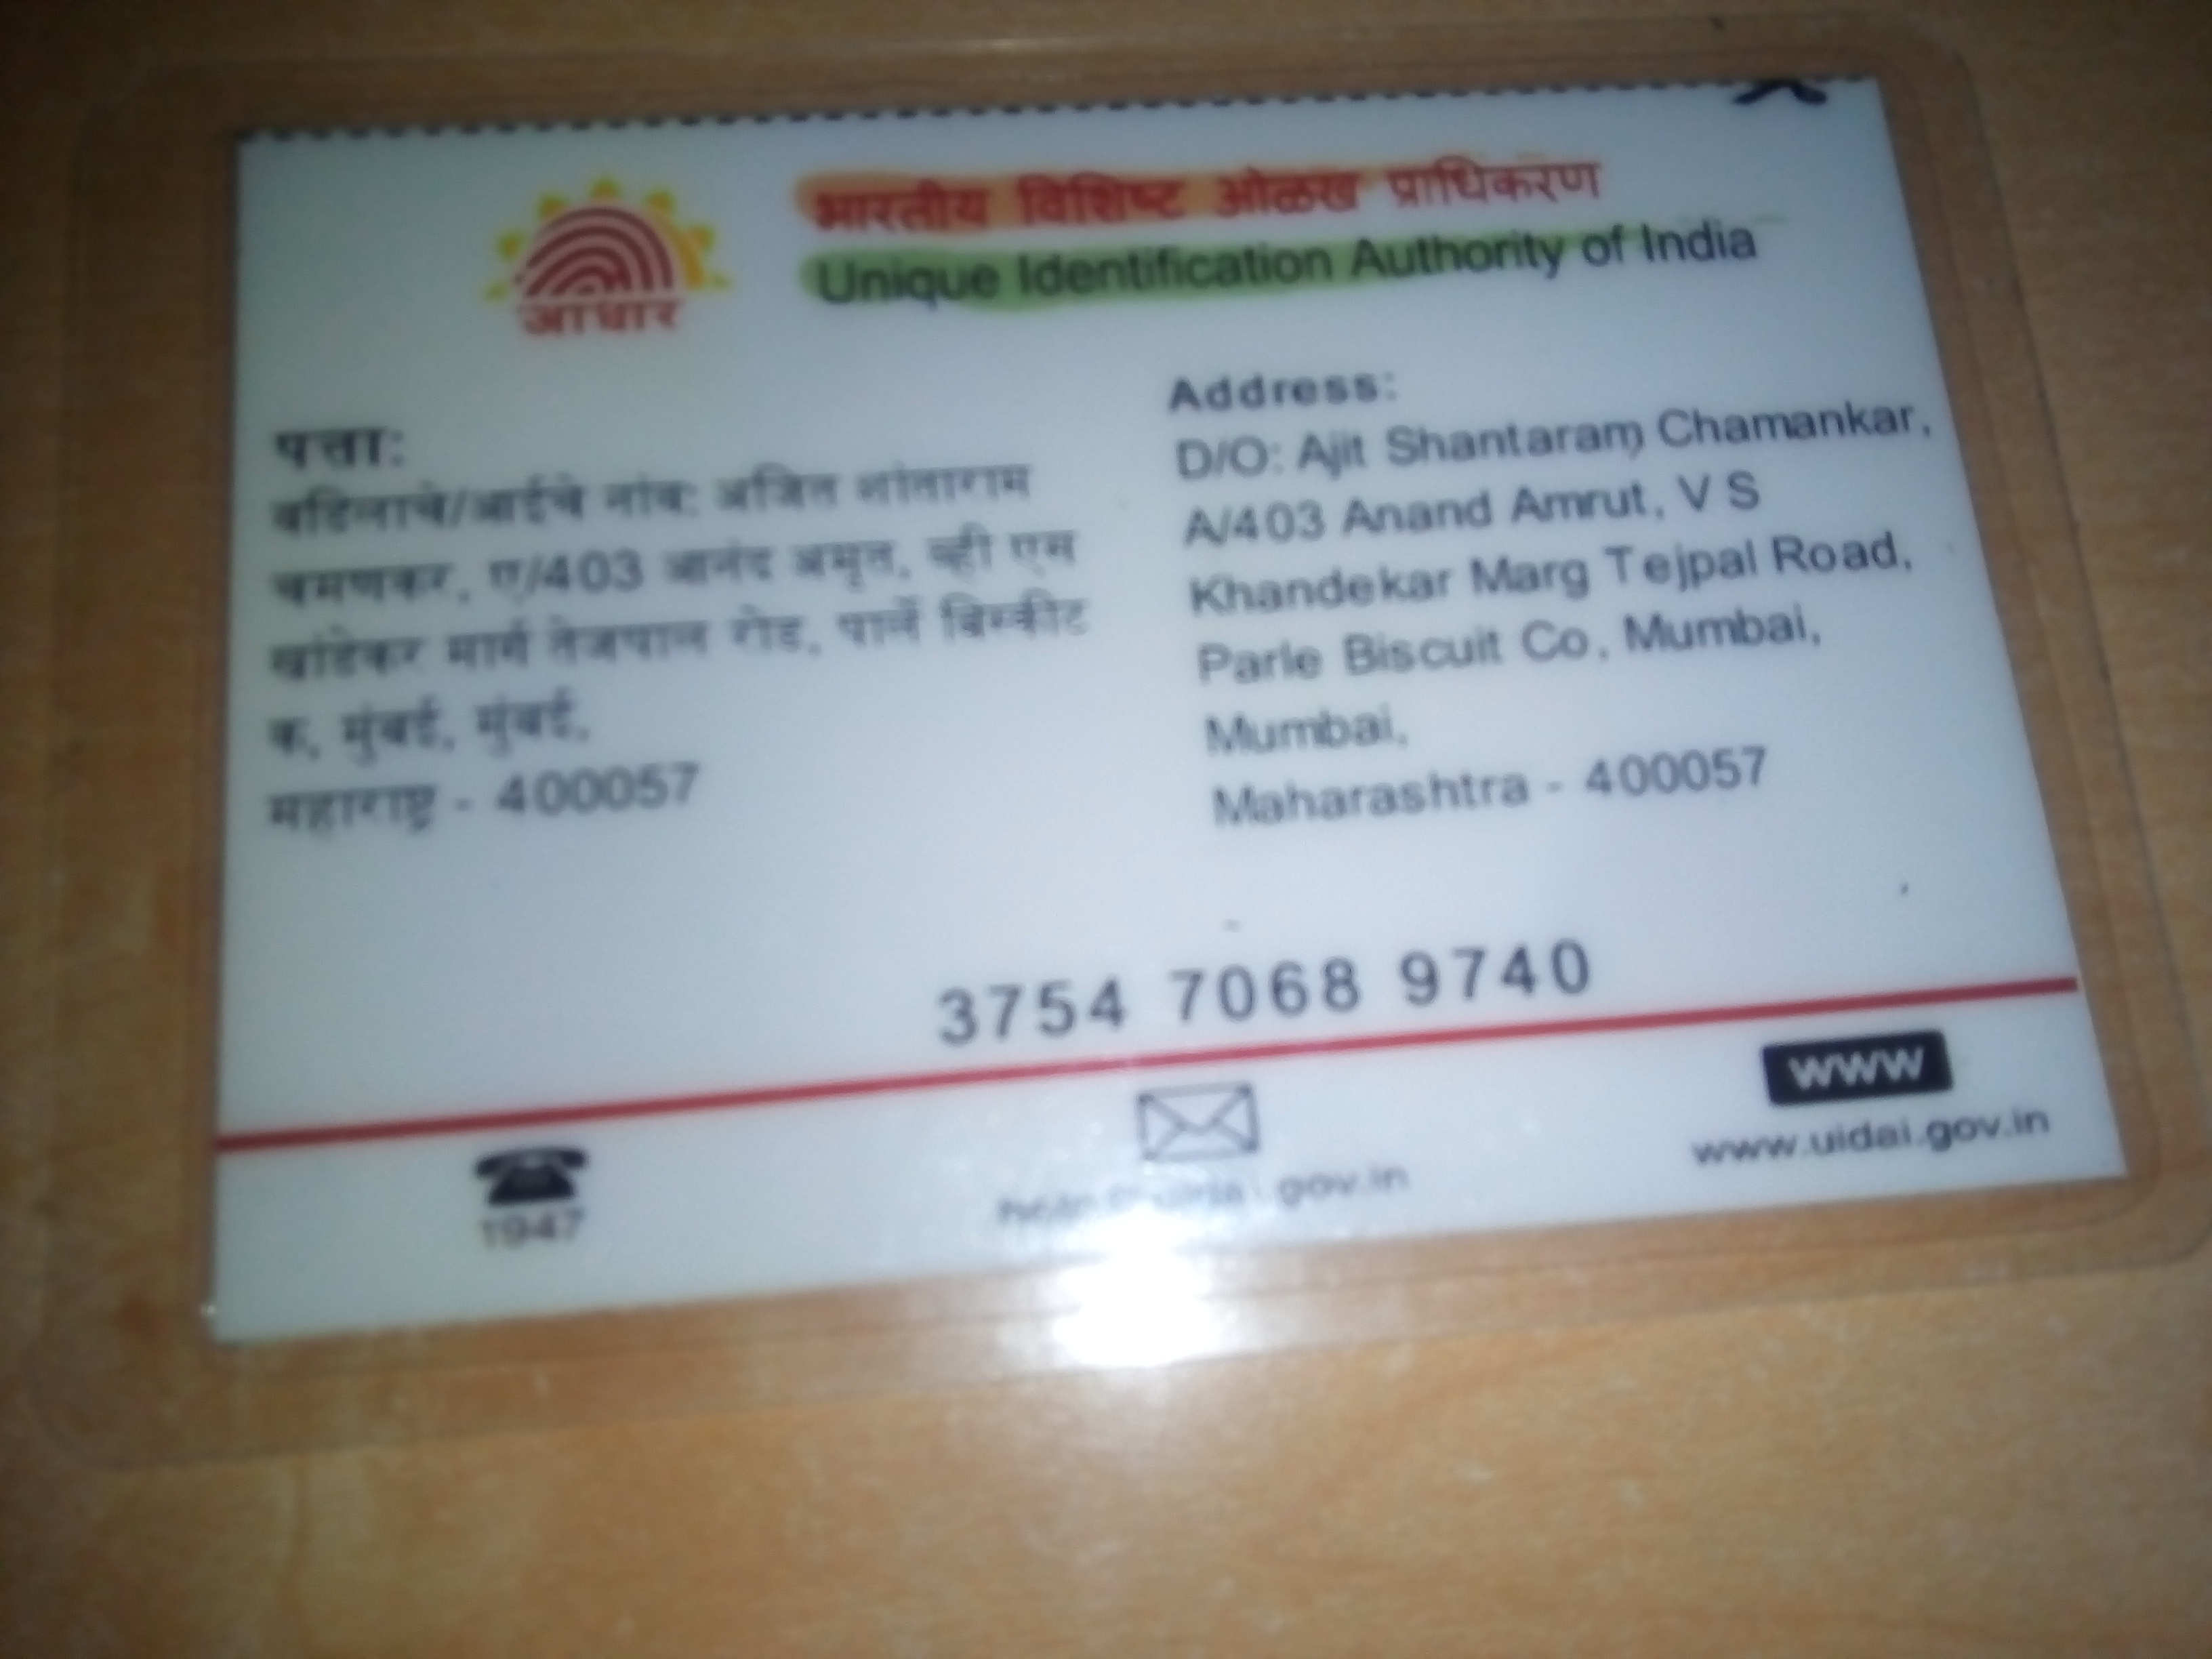 भारतीय विशिष्ट ओळख प्राधिकरण
Unique Identification Authority of India
आधार
पत्ता:
वडिलाचे/आईचे नांव: अजित शांताराम
चमणकर, ए/403 आनंद अमृत, व्ही एस
खांडेकर मार्ग तेजपाल रोड, पार्ले बिस्कीट
क, मुंबई, मुंबई,
महाराष्ट्र - 400057
Address:
D/O: Ajit Shantaram Chamankar,
A/403 Anand Amrut, V S
Khandekar Marg Tejpal Road,
Parle Biscuit Co, Mumbai,
Mumbai,
Maharashtra - 400057
3754 7068 9740
1947
help@uidai.gov.in
WWW
www.uidai.gov.in